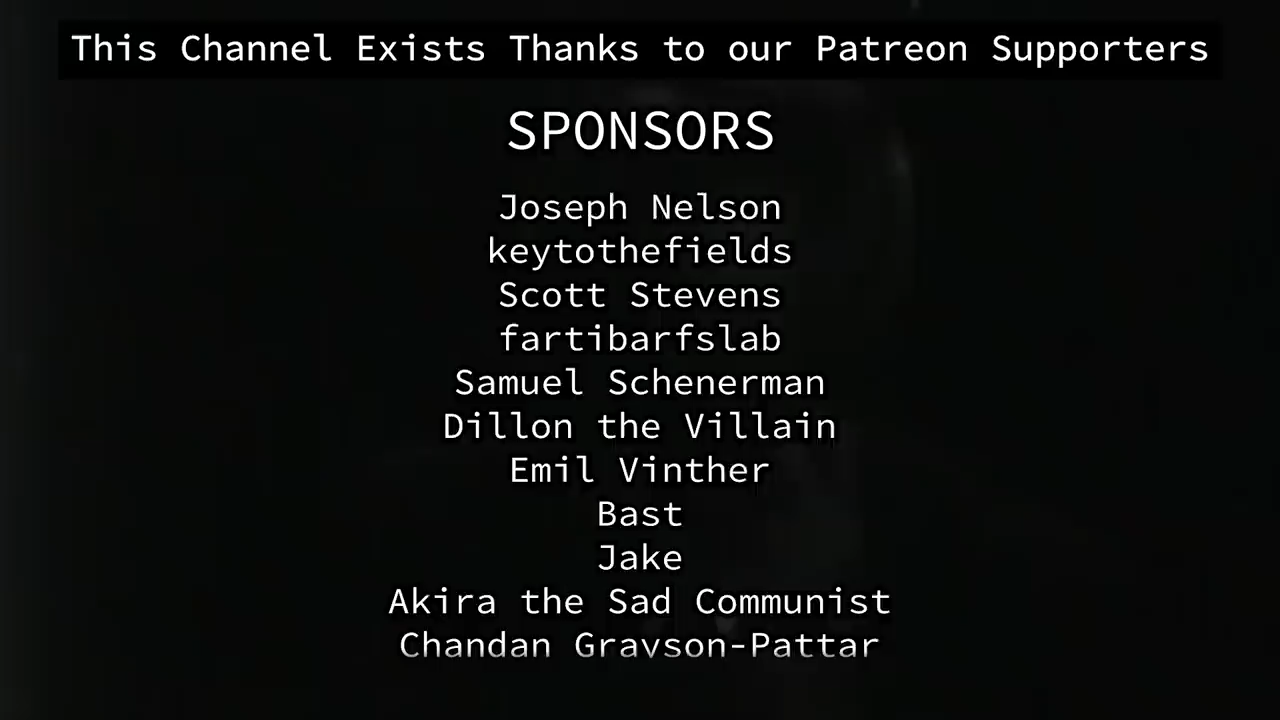 This Channel Exists Thanks to our Patreon Supporters
SPONSORS
Joseph Nelson
keytothefields
Scott Stevens
fartibarfslab
Samuel Schenerman
Dillon the Villain
Emil Vinther
Bast
Jake
Akira the Sad Communist
Chandan Grayson-Pattar